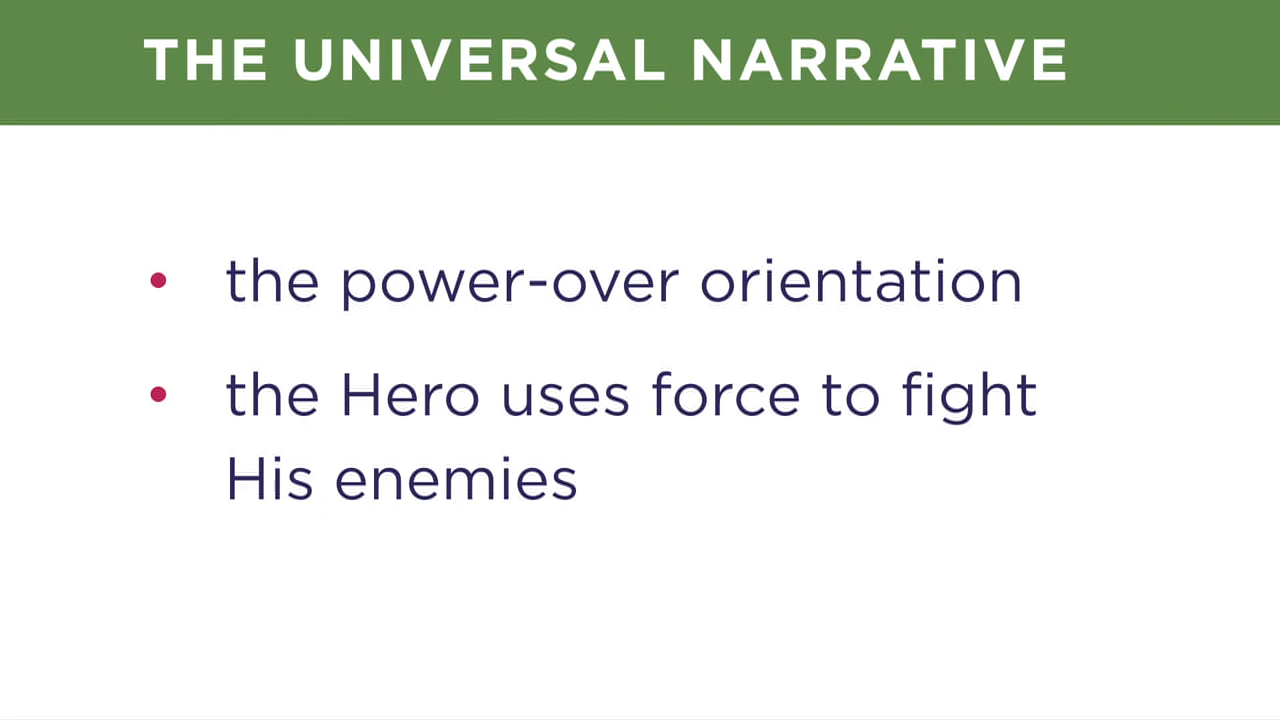 THE UNIVERSAL NARRATIVE
• the power-over orientation
• the Hero uses force to fight
His enemies